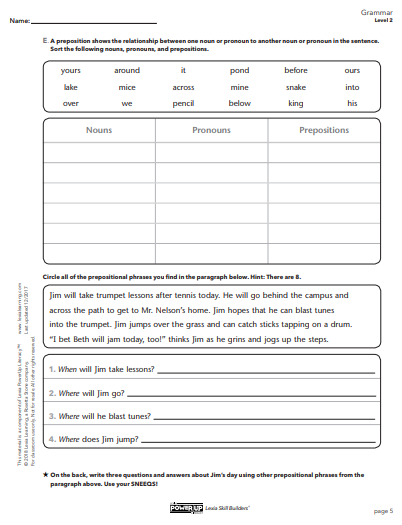 Grammar
Level 2
Name:
E. A preposition shows the relationship between one noun or pronoun to another noun or pronoun in the sentence.
Sort the following nouns, pronouns, and prepositions.
yours around it pond before ours
lake mice across mine snake into
over we pencil below king his
Nouns Pronouns Prepositions
Circle all of the prepositional phrases you find in the paragraph below. Hint: There are 8.
Jim will take trumpet lessons after tennis today. He will go behind the campus and
across the path to get to Mr. Nelson's home. Jim hopes that he can blast tunes
into the trumpet. Jim jumps over the grass and can catch sticks tapping on a drum.
"I bet Beth will jam today, too!" thinks Jim as he grins and jogs up the steps.
1. When will Jim take lessons?
2. Where will Jim go?
3. Where will he blast tunes?
4. Where does Jim jump?
★ On the back, write three questions and answers about Jim's day using other prepositional phrases from the
paragraph above. Use your SNEEQS!
This material is a component of Lexia PowerUp Literacy™ www.lexialearning.com
© 2018 Lexia Learning, a Rosetta Stone company. Last updated 12/2017
For classroom use only. Not for resale. All other rights reserved.
POWERUP Lexia Skill Builders®
page 5